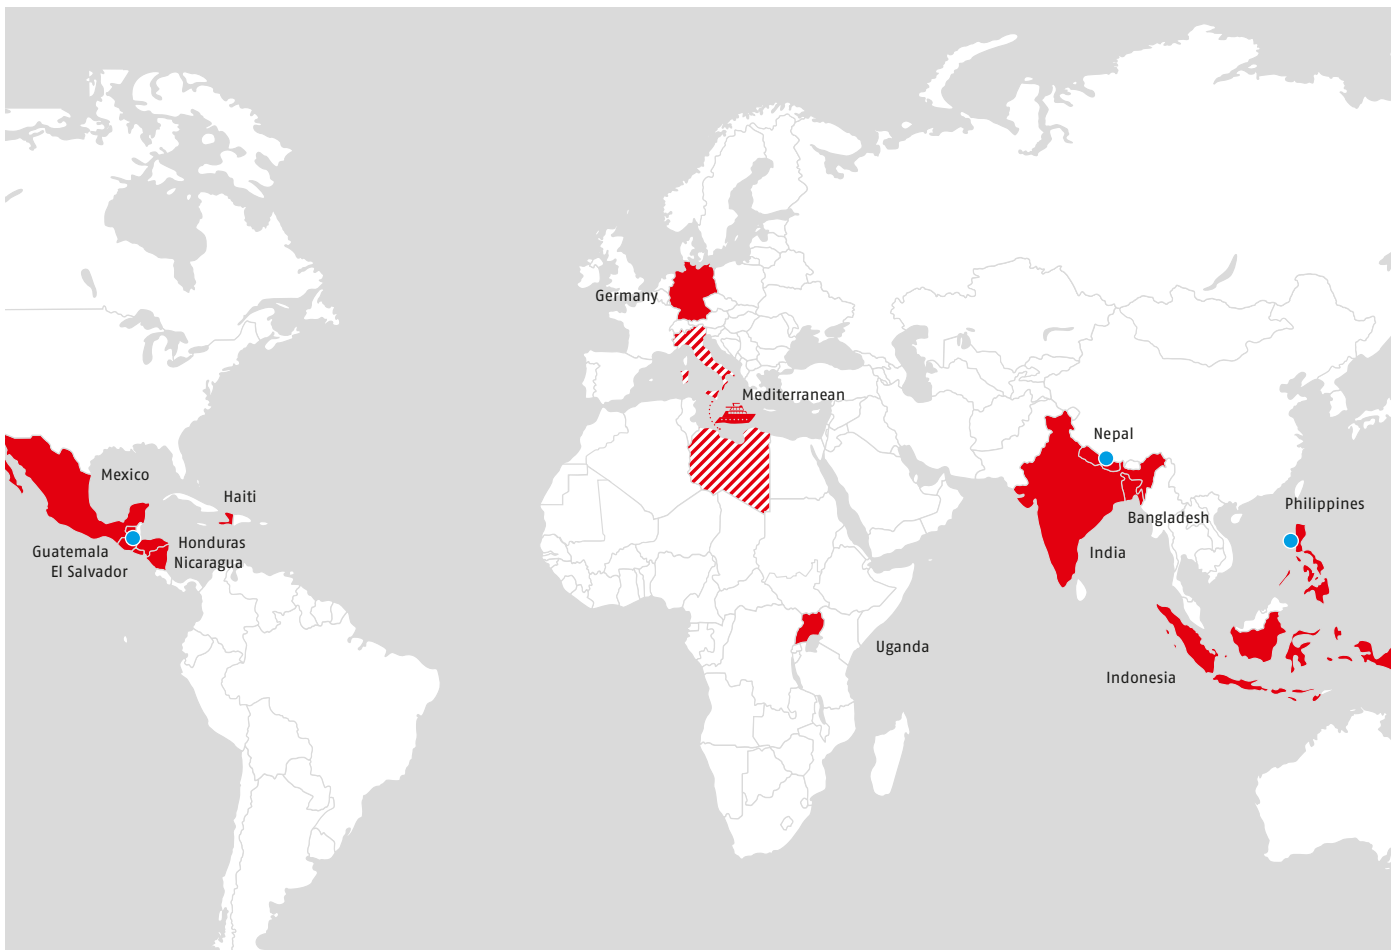 Germany
Mediterranean
Nepal
Mexico
Haiti
Philippines
Bangladesh
Honduras
Guatemala
India
Nicaragua
El Salvador
Uganda
Indonesia